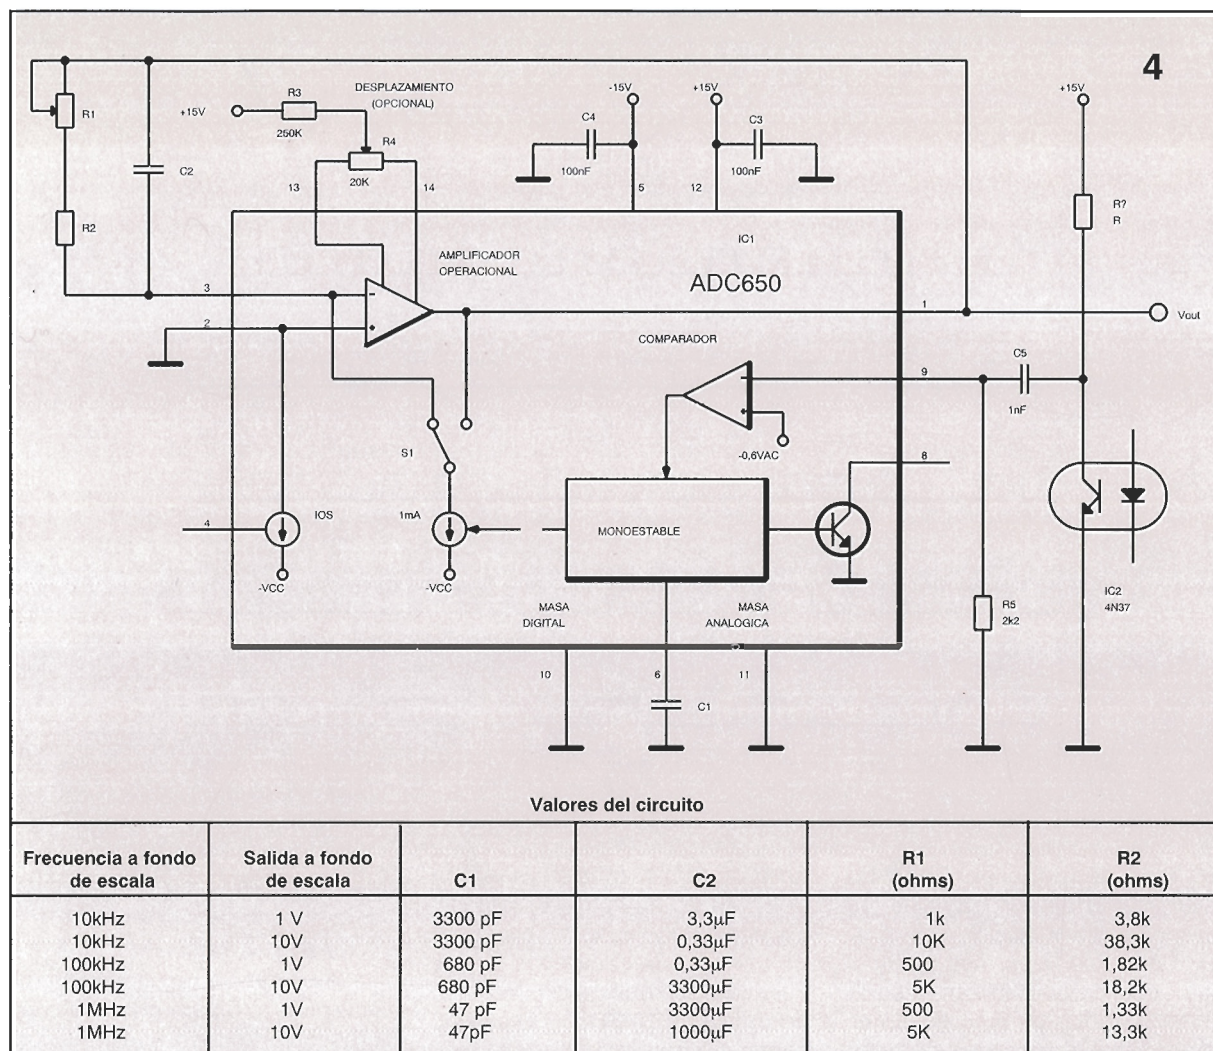 4
R1
C2
R2
+15V
R3
250K
DESPLAZAMIENTO
(OPCIONAL)
R4
20K
13
14
-15V
C4
100nF
5
+15V
C3
100nF
12
+15V
R?
R
IC1
ADC650
AMPLIFICADOR
OPERACIONAL
3
2
1
Vout
COMPARADOR
9
C5
1nF
-0,6VAC
8
S1
4
IOS
-VCC
1mA
-VCC
MONOESTABLE
MASA
DIGITAL
MASA
ANALOGICA
R5
2k2
IC2
4N37
10
6
11
C1
Valores del circuito
Frecuencia a fondo de escala Salida a fondo de escala C1 C2 R1 (ohms) R2 (ohms)
10kHz 1 V 3300 pF 3,3µF 1k 3,8k
10kHz 10V 3300 pF 0,33µF 10K 38,3k
100kHz 1V 680 pF 0,33µF 500 1,82k
100kHz 10V 680 pF 3300µF 5K 18,2k
1MHz 1V 47 pF 3300µF 500 1,33k
1MHz 10V 47pF 1000µF 5K 13,3k